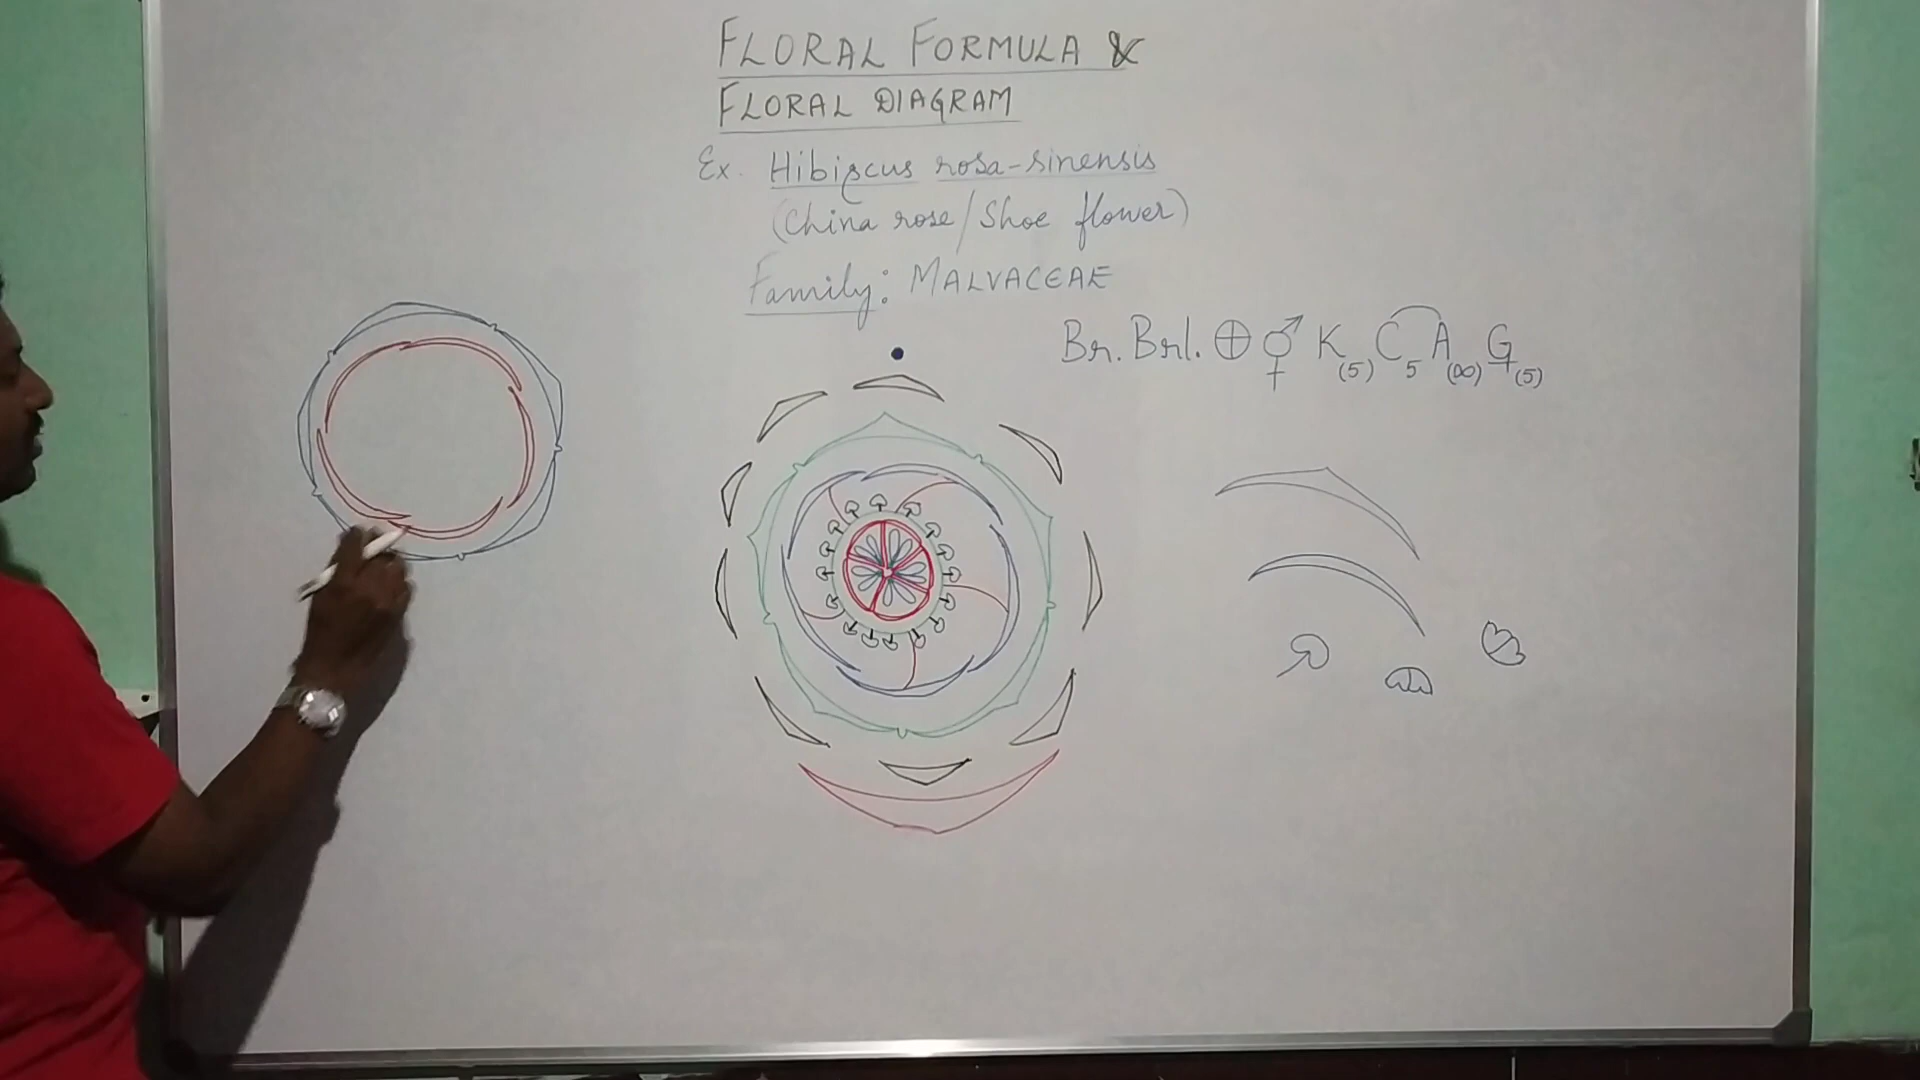 FLORAL FORMULA &
FLORAL DIAGRAM
Ex. Hibiscus rosa-sinensis
(China rose/Shoe flower)
Family: MALVACEAE
Br. Brl. ⊕ ⚥ K(5) C5 A(∞) G(5)